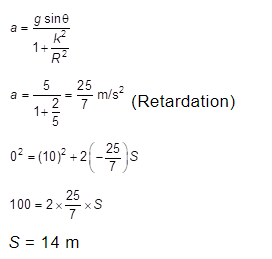 a = g sinθ / (1 + k²/R²)
a = 5 / (1 + 2/5) = 25/7 m/s² (Retardation)
0² = (10)² + 2(−25/7)S
100 = 2 × 25/7 × S
S = 14 m